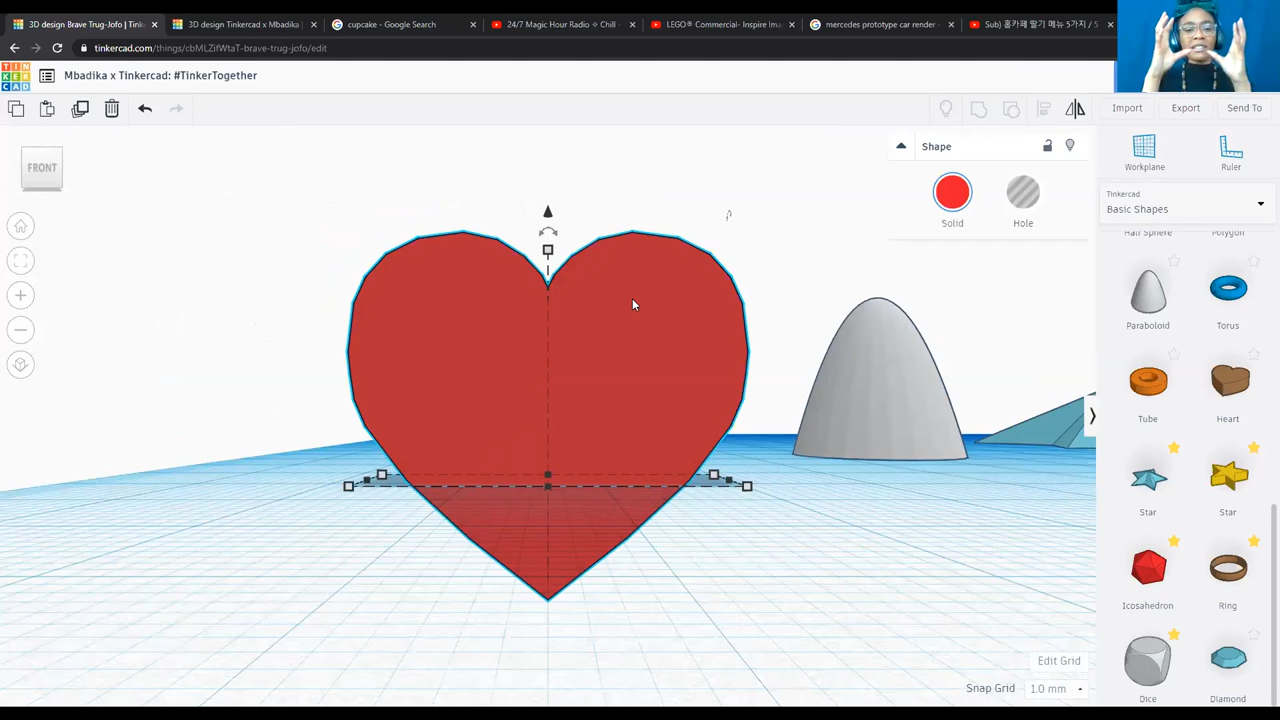 3D design Brave Trug-Jofo | Tink
3D design Tinkercad x Mbadika |
cupcake - Google Search
24/7 Magic Hour Radio ✧ Chill -
LEGO® Commercial- Inspire Ima
mercedes prototype car render -
Sub) 홈카페 딸기 메뉴 5가지 / 5
tinkercad.com/things/cbMLZifWtaT-brave-trug-jofo/edit
TIN
KER
CAD
Mbadika x Tinkercad: #TinkerTogether
Import
Export
Send To
FRONT
Shape
Solid
Hole
Workplane
Ruler
Tinkercad
Basic Shapes
Half Sphere
Polygon
Paraboloid
Torus
Tube
Heart
Star
Star
Icosahedron
Ring
Dice
Diamond
Edit Grid
Snap Grid 1.0 mm